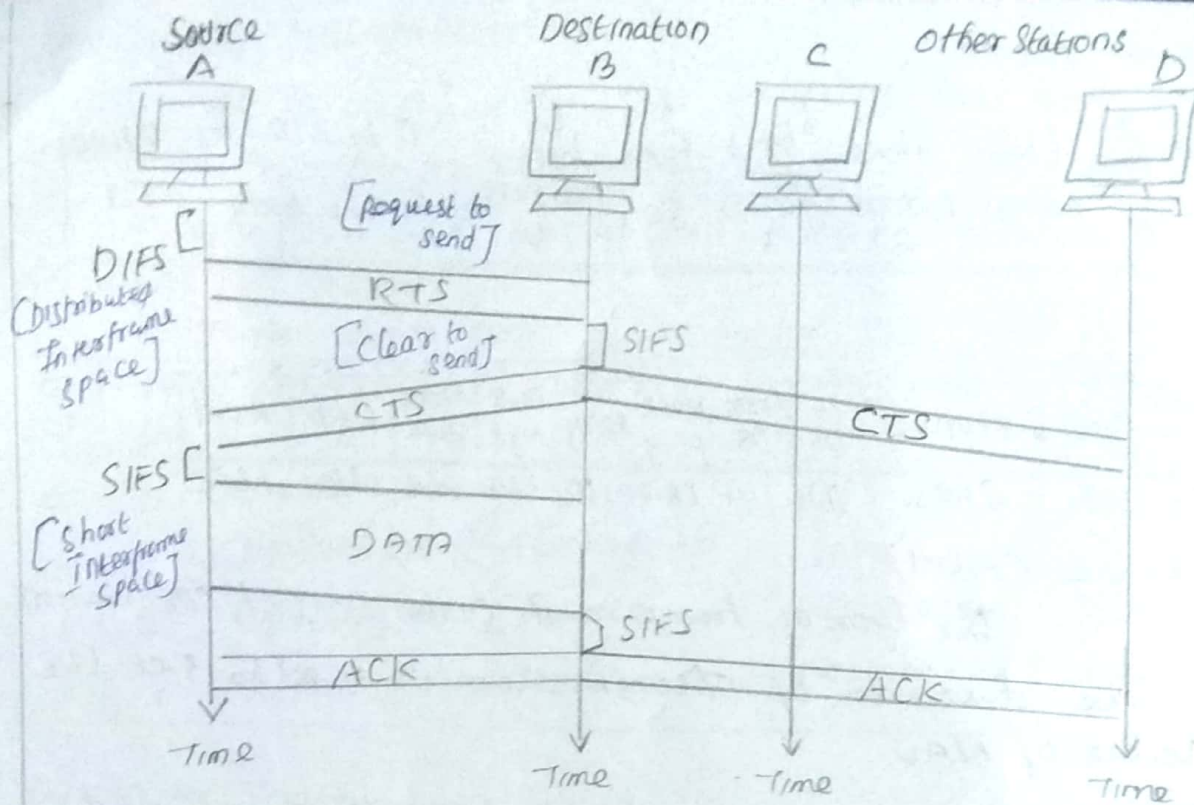 Source
A
Destination
B
C
Other Stations
D
[Request to
send]
DIFS
[Distributed
Interframe
space]
RTS
[Clear to
send]
SIFS
CTS
CTS
SIFS
[Short
Interframe
space]
DATA
SIFS
ACK
ACK
Time
Time
Time
Time